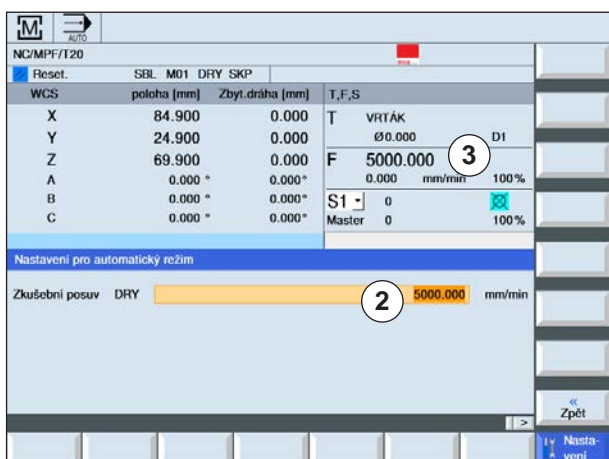 M AUTO
NC/MPF/T20
Reset. SBL M01 DRY SKP
WCS poloha [mm] Zbyt.dráha [mm] T,F,S
X 84.900 0.000 T VRTÁK
Y 24.900 0.000 Ø0.000 D1
Z 69.900 0.000 F 5000.000 3
A 0.000 ° 0.000° 0.000 mm/min 100%
B 0.000 ° 0.000° S1 0
C 0.000 ° 0.000° Master 0 100%
Nastavení pro automatický režim
Zkušební posuv DRY 2 5000.000 mm/min
« Zpět
>
Nasta-
vení